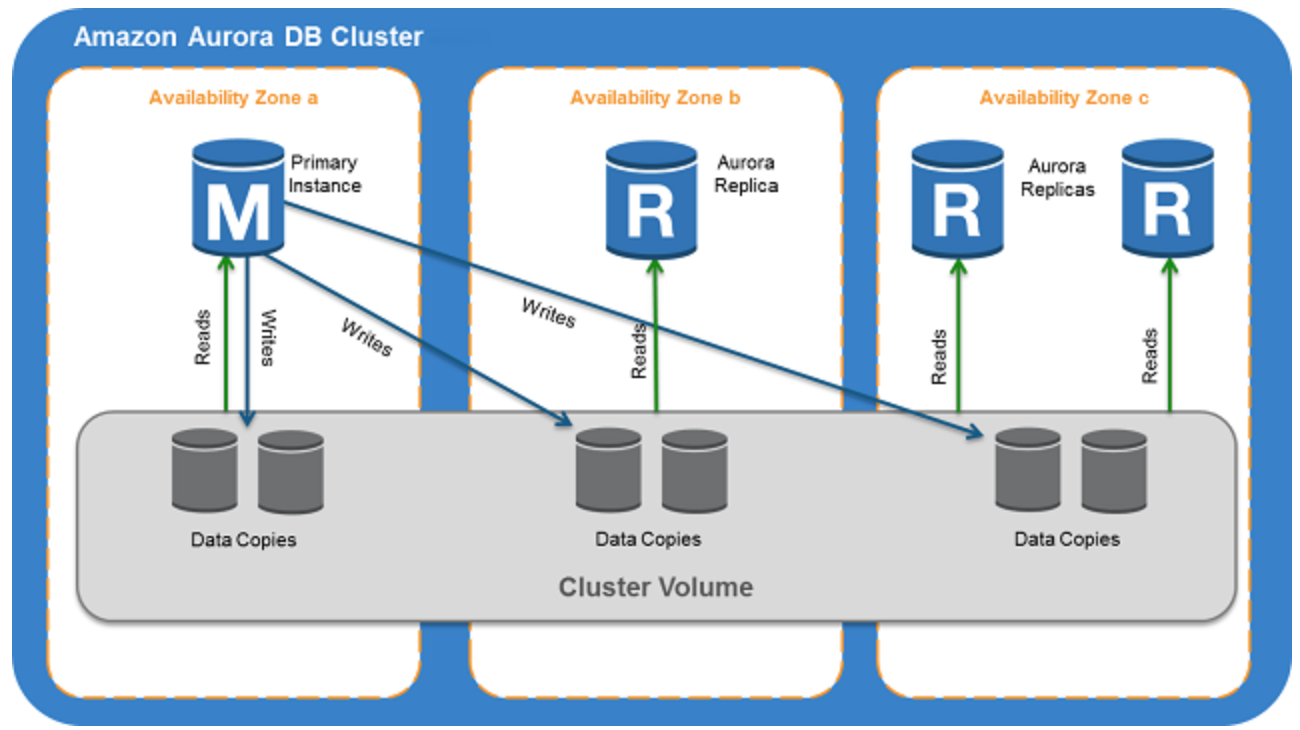 Amazon Aurora DB Cluster
Availability Zone a
Availability Zone b
Availability Zone c
M
Primary
Instance
R
Aurora
Replica
R
Aurora
Replicas
R
Reads
Writes
Writes
Writes
Reads
Reads
Reads
Data Copies
Data Copies
Data Copies
Cluster Volume